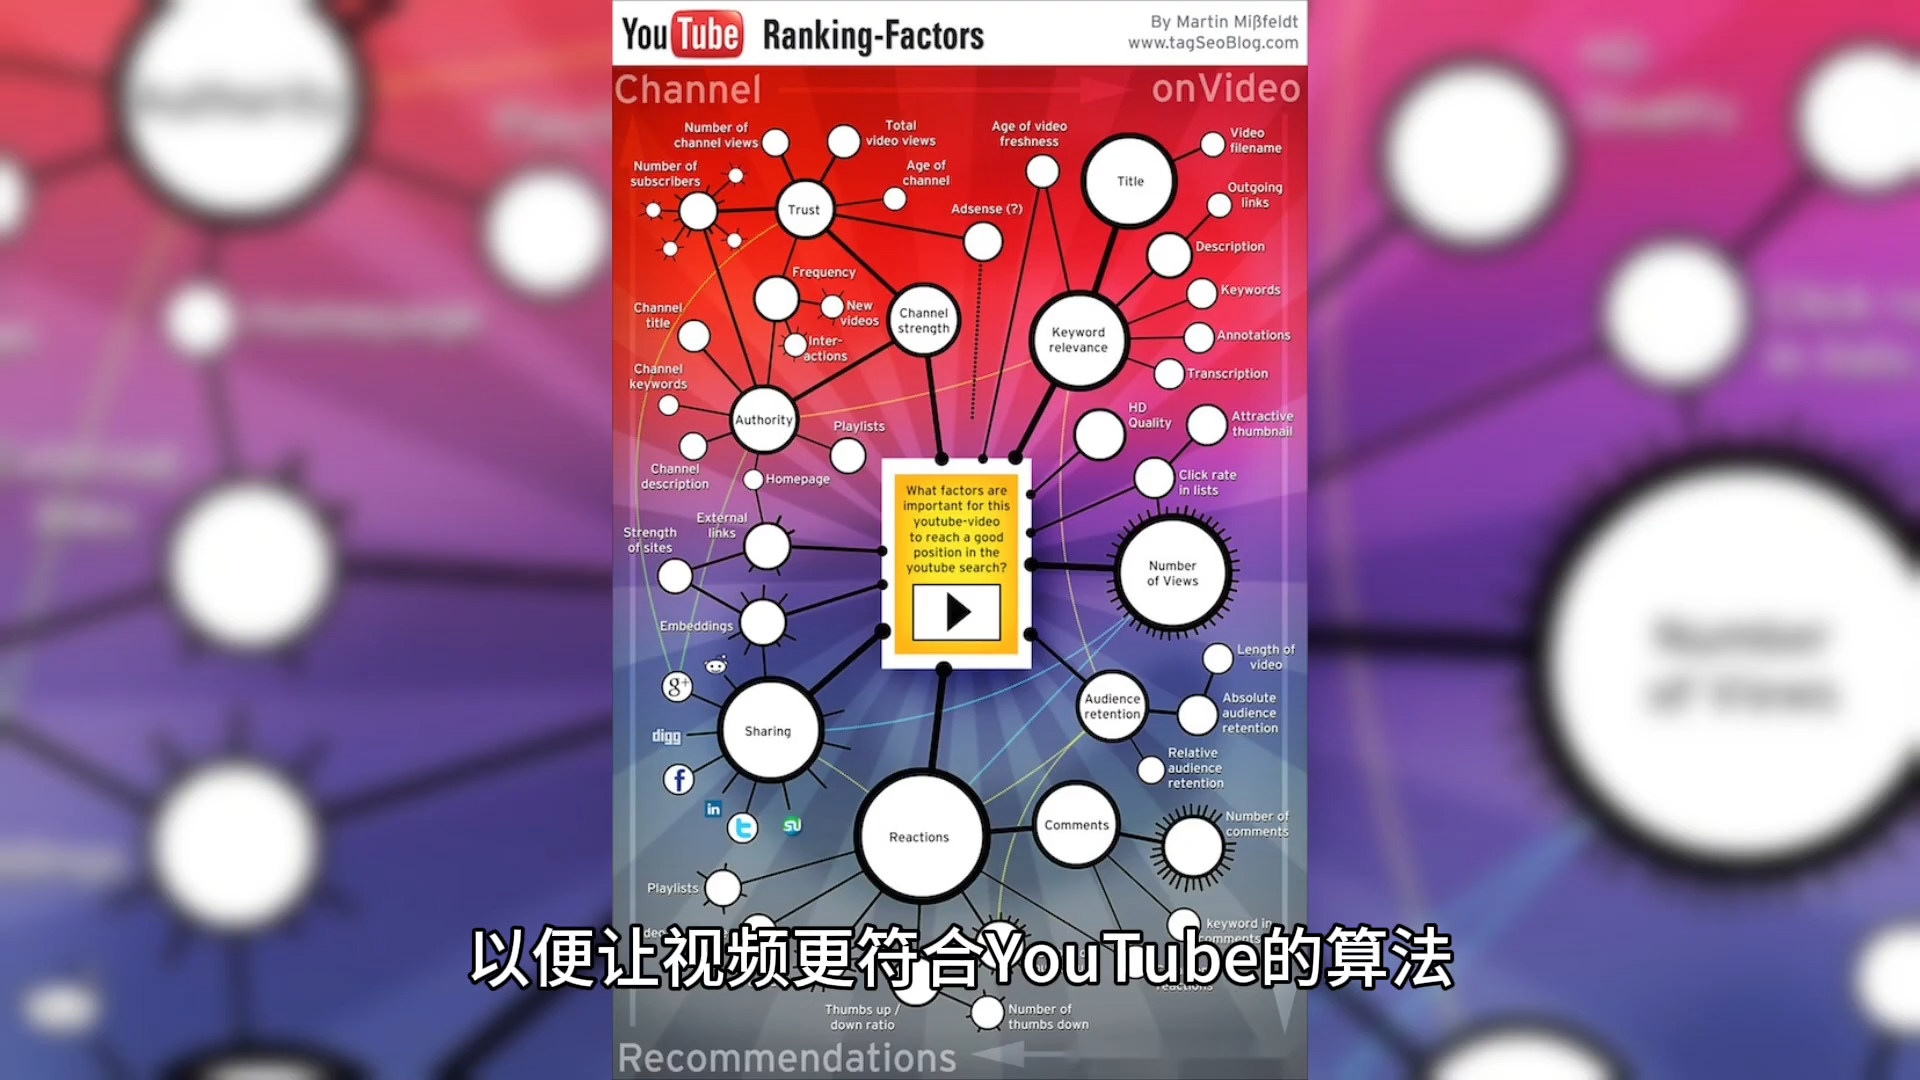 YouTube Ranking-Factors
By Martin Mißfeldt
www.tagSeoBlog.com
Channel
onVideo
Number of
channel views
Total
video views
Age of video
freshness
Video
filename
Number of
subscribers
Age of
channel
Title
Outgoing
links
Trust
Adsense (?)
Description
Frequency
New
videos
Inter-
actions
Channel
title
Channel
strength
Keyword
relevance
Keywords
Annotations
Transcription
Channel
keywords
Authority
Playlists
HD
Quality
Attractive
thumbnail
Channel
description
Homepage
Click rate
in lists
What factors are
important for this
youtube-video
to reach a good
position in the
youtube search?
External
links
Strength
of sites
Number
of Views
Embeddings
Length of
video
Absolute
audience
retention
Audience
retention
Relative
audience
retention
g+
digg
Sharing
f
in
Reactions
Comments
Number of
comments
Playlists
keyword in
comments
以便让视频更符合YouTube的算法
reactions
Thumbs up /
down ratio
Number of
thumbs down
Recommendations